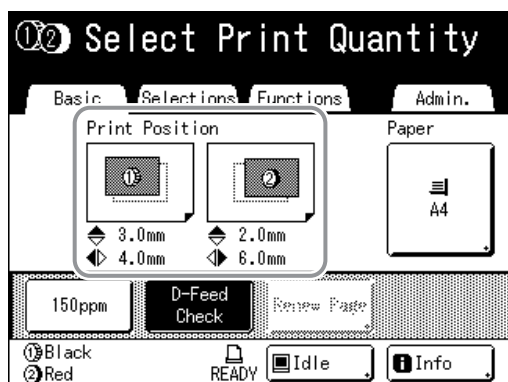 ①② Select Print Quantity
Basic Selections Functions Admin.
Print Position
Paper
① ②
A4
3.0mm 2.0mm
4.0mm 6.0mm
150ppm
D-Feed
Check
Renew Page
①Black
②Red
READY
Idle
Info